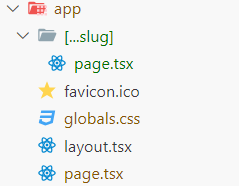 app
[...slug]
page.tsx
favicon.ico
globals.css
layout.tsx
page.tsx